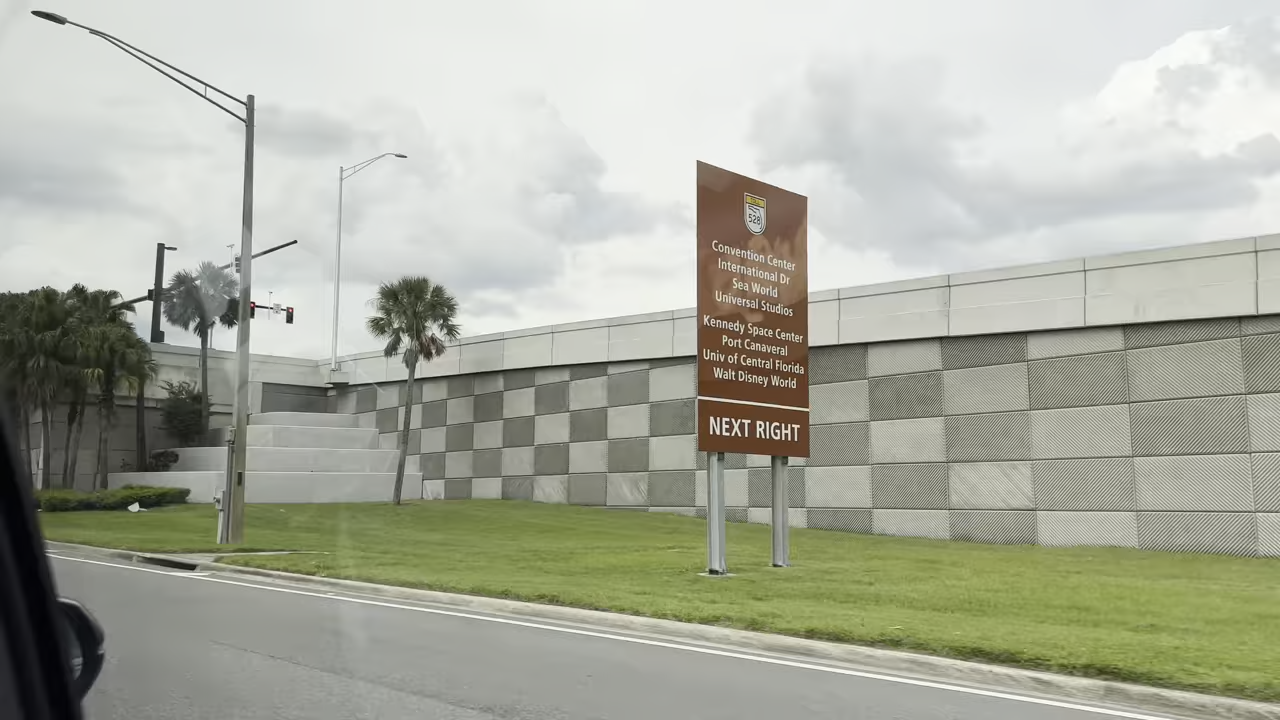 TOLL
528
Convention Center
International Dr
Sea World
Universal Studios
Kennedy Space Center
Port Canaveral
Univ of Central Florida
Walt Disney World
NEXT RIGHT